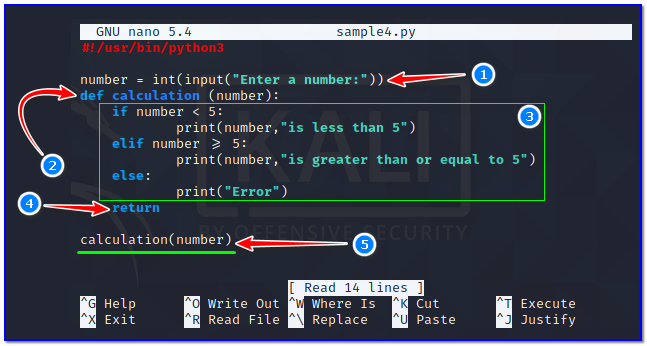 GNU nano 5.4 sample4.py
#!/usr/bin/python3
number = int(input("Enter a number:"))
1
def calculation (number):
if number < 5:
3
print(number,"is less than 5")
elif number ⩾ 5:
2
print(number,"is greater than or equal to 5")
KALI
else:
print("Error")
4
return
BY OFFENSIVE SECURITY
calculation(number)
5
[ Read 14 lines ]
^G Help ^O Write Out ^W Where Is ^K Cut ^T Execute
^X Exit ^R Read File ^\ Replace ^U Paste ^J Justify